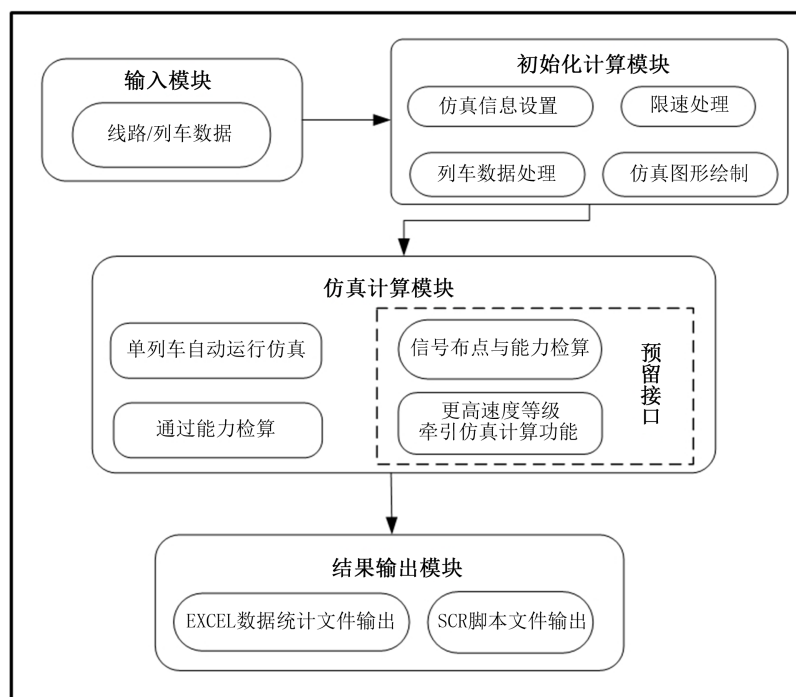 输入模块
线路/列车数据
初始化计算模块
仿真信息设置
限速处理
列车数据处理
仿真图形绘制
仿真计算模块
单列车自动运行仿真
通过能力检算
信号布点与能力检算
更高速度等级
牵引仿真计算功能
预留接口
结果输出模块
EXCEL数据统计文件输出
SCR脚本文件输出